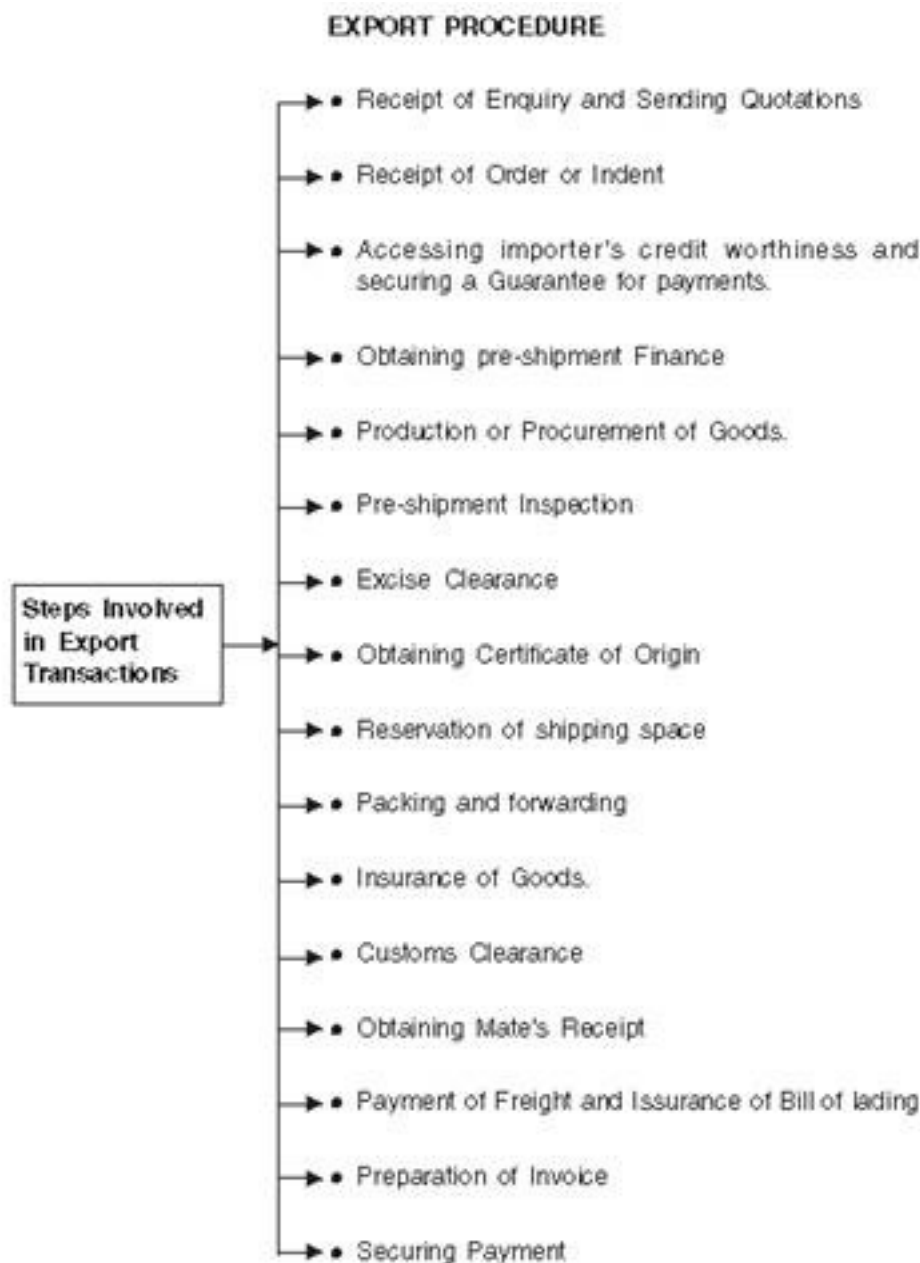 EXPORT PROCEDURE
Receipt of Enquiry and Sending Quotations
Receipt of Order or Indent
Accessing importer's credit worthiness and
securing a Guarantee for payments.
Obtaining pre-shipment Finance
Production or Procurement of Goods.
Pre-shipment Inspection
Excise Clearance
Steps Involved
in Export
Transactions
Obtaining Certificate of Origin
Reservation of shipping space
Packing and forwarding
Insurance of Goods.
Customs Clearance
Obtaining Mate's Receipt
Payment of Freight and Issurance of Bill of lading
Preparation of Invoice
Securing Payment